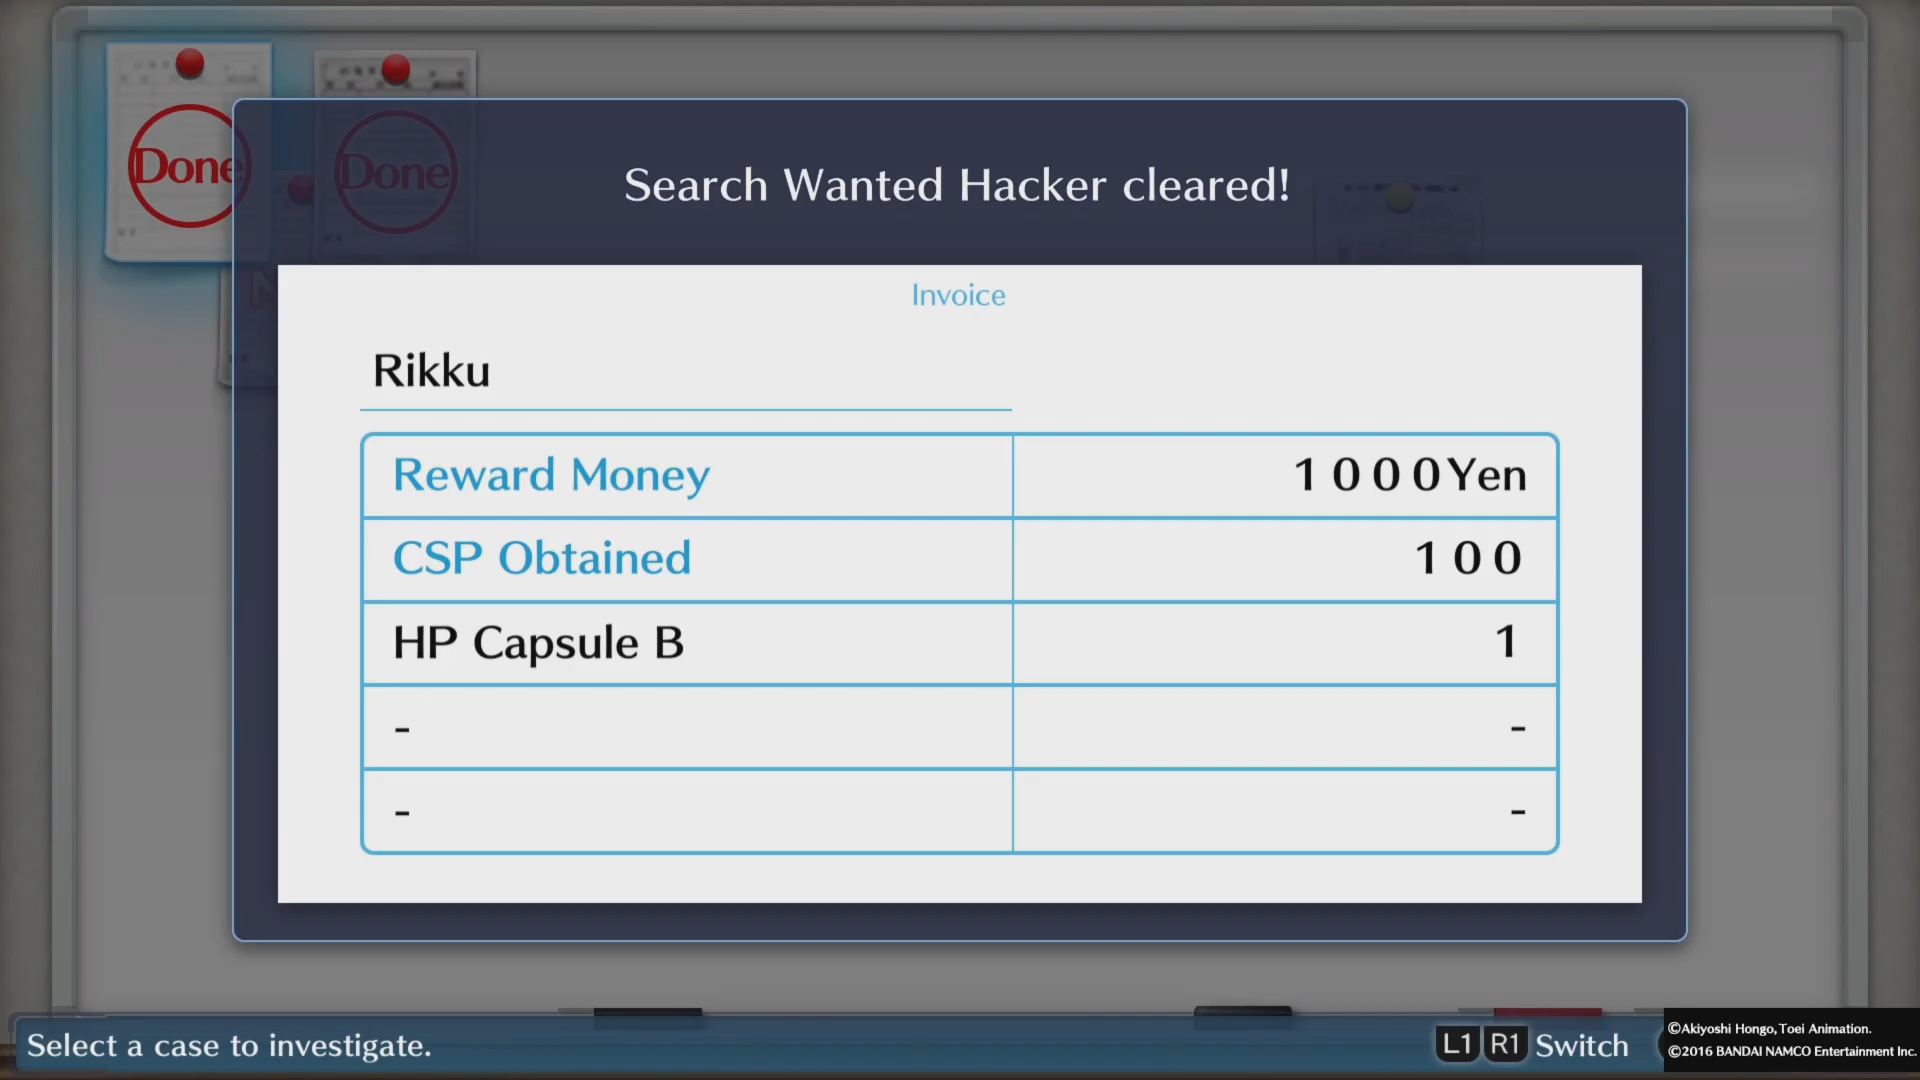 Done
Done
Search Wanted Hacker cleared!
Invoice
Rikku
Reward Money 1000Yen
CSP Obtained 100
HP Capsule B 1
- -
- -
Select a case to investigate.
L1 R1 Switch
©Akiyoshi Hongo, Toei Animation.
©2016 BANDAI NAMCO Entertainment Inc.